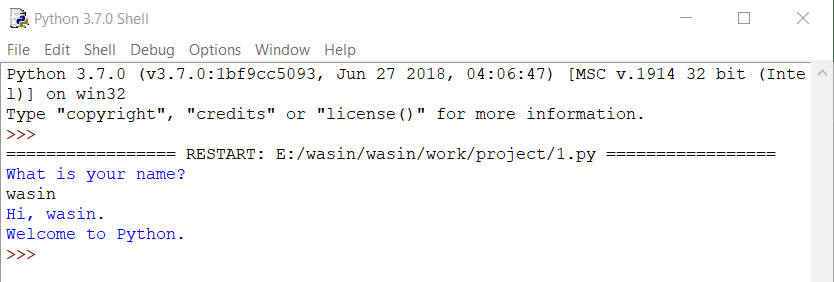 Python 3.7.0 Shell
File Edit Shell Debug Options Window Help
Python 3.7.0 (v3.7.0:1bf9cc5093, Jun 27 2018, 04:06:47) [MSC v.1914 32 bit (Inte
l)] on win32
Type "copyright", "credits" or "license()" for more information.
>>>
================= RESTART: E:/wasin/wasin/work/project/1.py =================
What is your name?
wasin
Hi, wasin.
Welcome to Python.
>>>